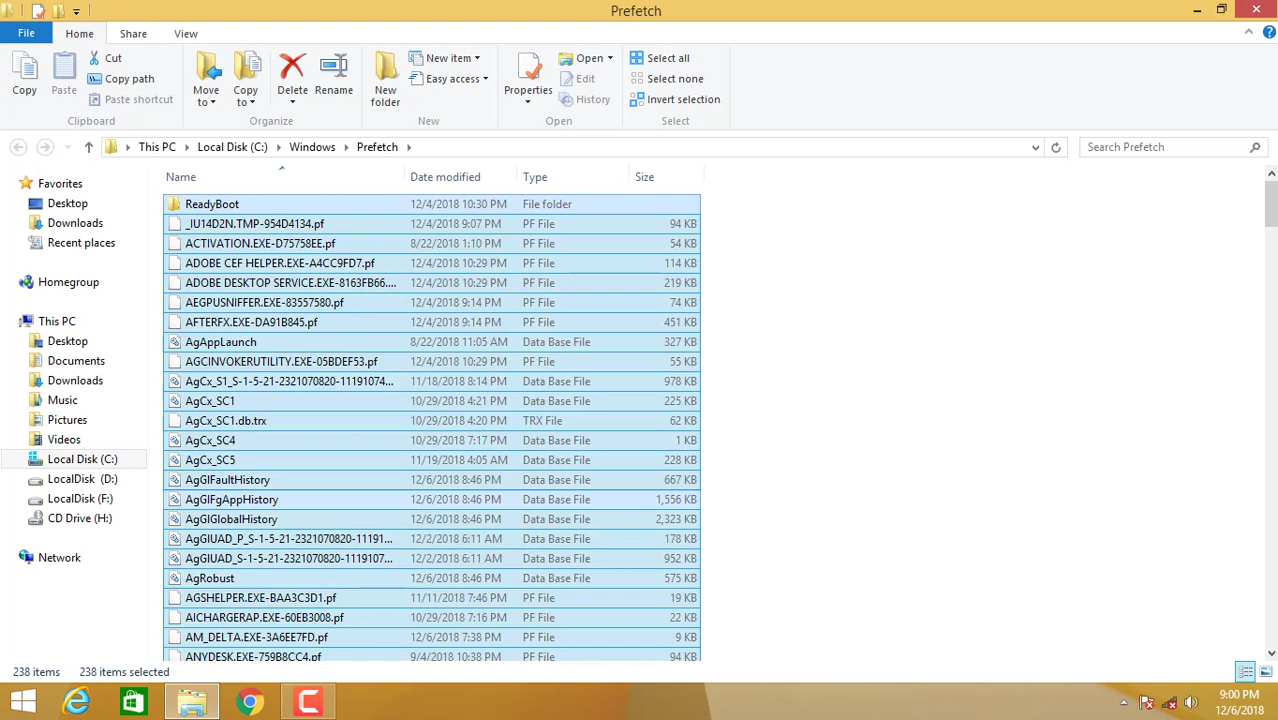 Prefetch
File Home Share View
Copy
Paste
Cut
Copy path
Paste shortcut
Clipboard
Move to
Copy to
Delete
Rename
Organize
New folder
New item
Easy access
New
Properties
Open
Edit
History
Open
Select all
Select none
Invert selection
Select
This PC Local Disk (C:) Windows Prefetch
Search Prefetch
Favorites
Desktop
Downloads
Recent places
Homegroup
This PC
Desktop
Documents
Downloads
Music
Pictures
Videos
Local Disk (C:)
LocalDisk (D:)
LocalDisk (F:)
CD Drive (H:)
Network
Name Date modified Type Size
ReadyBoot 12/4/2018 10:30 PM File folder
_IU14D2N.TMP-954D4134.pf 12/4/2018 9:07 PM PF File 94 KB
ACTIVATION.EXE-D75758EE.pf 8/22/2018 1:10 PM PF File 54 KB
ADOBE CEF HELPER.EXE-A4CC9FD7.pf 12/4/2018 10:29 PM PF File 114 KB
ADOBE DESKTOP SERVICE.EXE-8163FB66.... 12/4/2018 10:29 PM PF File 219 KB
AEGPUSNIFFER.EXE-83557580.pf 12/4/2018 9:14 PM PF File 74 KB
AFTERFX.EXE-DA91B845.pf 12/4/2018 9:14 PM PF File 451 KB
AgAppLaunch 8/22/2018 11:05 AM Data Base File 327 KB
AGCINVOKERUTILITY.EXE-05BDEF53.pf 12/4/2018 10:29 PM PF File 55 KB
AgCx_S1_S-1-5-21-2321070820-11191074... 11/18/2018 8:14 PM Data Base File 978 KB
AgCx_SC1 10/29/2018 4:21 PM Data Base File 225 KB
AgCx_SC1.db.trx 10/29/2018 4:20 PM TRX File 62 KB
AgCx_SC4 10/29/2018 7:17 PM Data Base File 1 KB
AgCx_SC5 11/19/2018 4:05 AM Data Base File 228 KB
AgGlFaultHistory 12/6/2018 8:46 PM Data Base File 667 KB
AgGlFgAppHistory 12/6/2018 8:46 PM Data Base File 1,556 KB
AgGlGlobalHistory 12/6/2018 8:46 PM Data Base File 2,323 KB
AgGlUAD_P_S-1-5-21-2321070820-11191... 12/2/2018 6:11 AM Data Base File 178 KB
AgGlUAD_S-1-5-21-2321070820-1119107... 12/2/2018 6:11 AM Data Base File 952 KB
AgRobust 12/6/2018 8:46 PM Data Base File 575 KB
AGSHELPER.EXE-BAA3C3D1.pf 11/11/2018 7:46 PM PF File 19 KB
AICHARGERAP.EXE-60EB3008.pf 10/29/2018 7:16 PM PF File 22 KB
AM_DELTA.EXE-3A6EE7FD.pf 12/6/2018 7:38 PM PF File 9 KB
ANYDESK.EXE-759B8CC4.pf 9/4/2018 10:38 PM PF File 94 KB
238 items 238 items selected
9:00 PM
12/6/2018